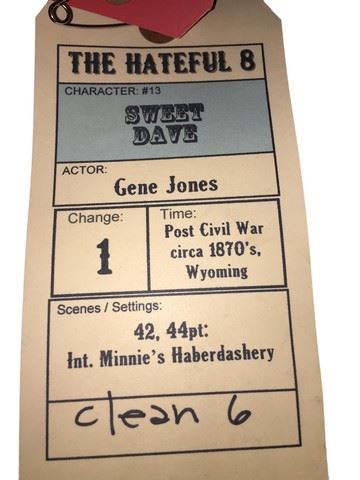 THE HATEFUL 8
CHARACTER: #13
SWEET
DAVE
ACTOR:
Gene Jones
Change:
1
Time:
Post Civil War
circa 1870's,
Wyoming
Scenes / Settings:
42, 44pt:
Int. Minnie's Haberdashery
clean 6